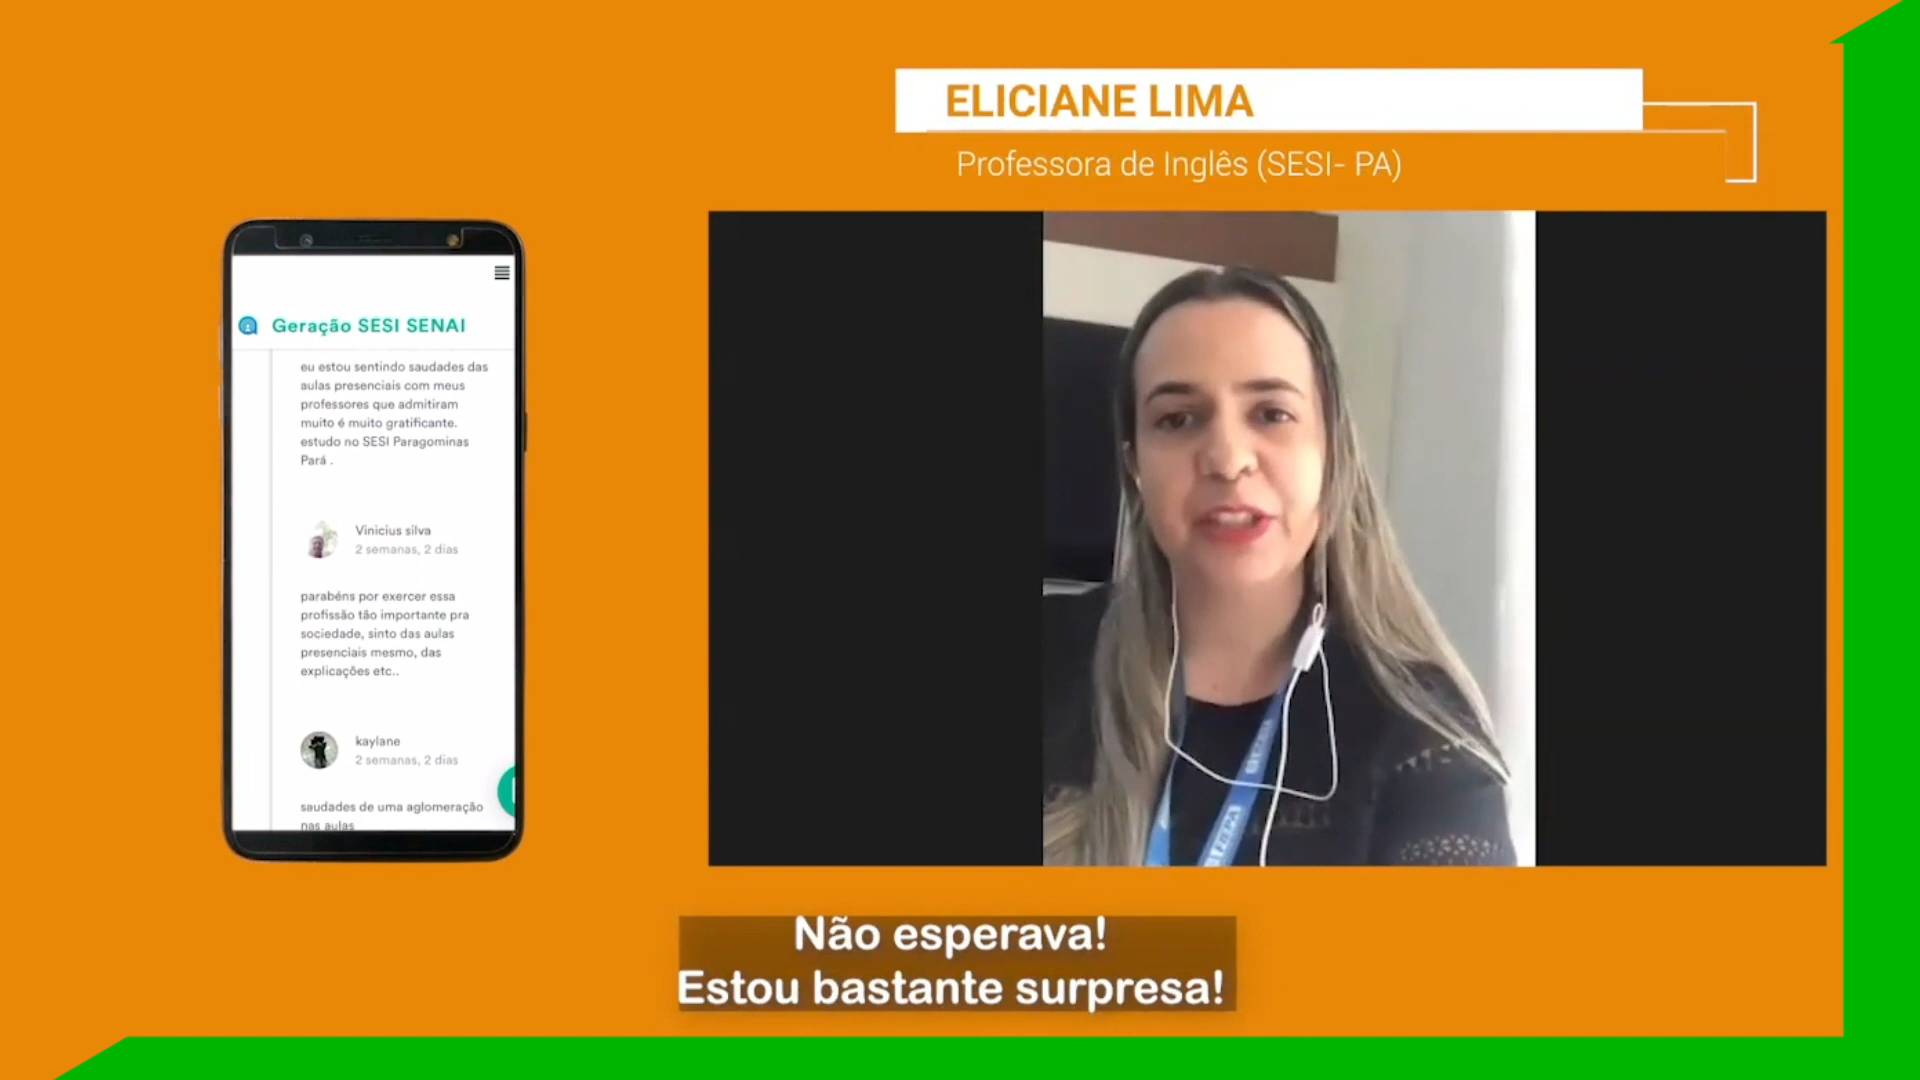 ELICIANE LIMA
Professora de Inglês (SESI- PA)
Geração SESI SENAI
eu estou sentindo saudades das
aulas presenciais com meus
professores que admitiram
muito é muito gratificante.
estudo no SESI Paragominas
Pará .
Vinicius silva
2 semanas, 2 dias
parabéns por exercer essa
profissão tão importante pra
sociedade, sinto das aulas
presenciais mesmo, das
explicações etc..
kaylane
2 semanas, 2 dias
saudades de uma aglomeração
nas aulas
Não esperava!
Estou bastante surpresa!